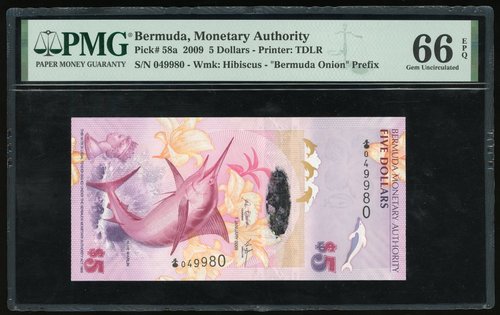 PMG
PAPER MONEY GUARANTY
Bermuda, Monetary Authority
Pick# 58a 2009 5 Dollars - Printer: TDLR
S/N 049980 - Wmk: Hibiscus - "Bermuda Onion" Prefix
66 EPQ
Gem Uncirculated
BERMUDA MONETARY AUTHORITY
FIVE DOLLARS
049980
049980
$5
$5